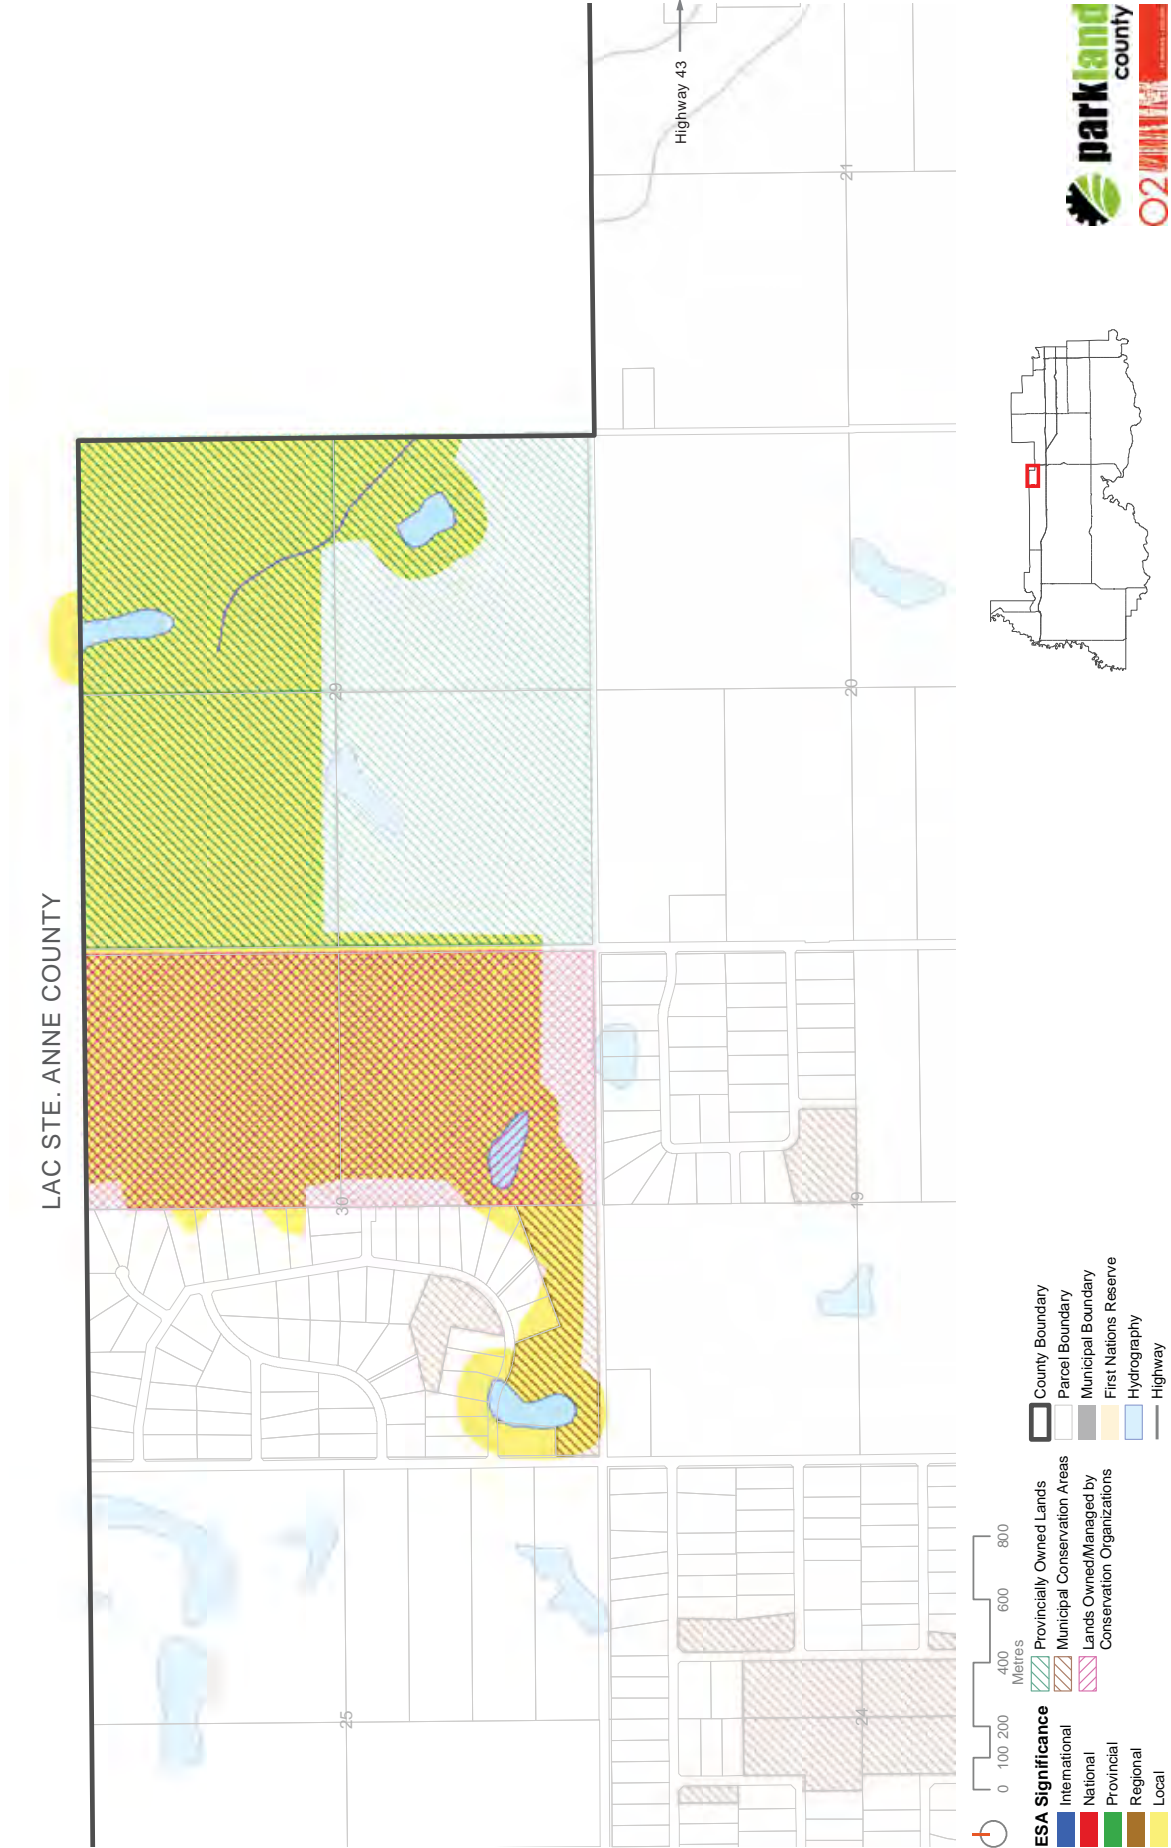 LAC STE. ANNE COUNTY
Highway 43
25
30
29
24
19
20
21
0 100 200 400 600 800
Metres
ESA Significance
International
National
Provincial
Regional
Local
Provincially Owned Lands
Municipal Conservation Areas
Lands Owned/Managed by
Conservation Organizations
County Boundary
Parcel Boundary
Municipal Boundary
First Nations Reserve
Hydrography
Highway
parkland
county
O2